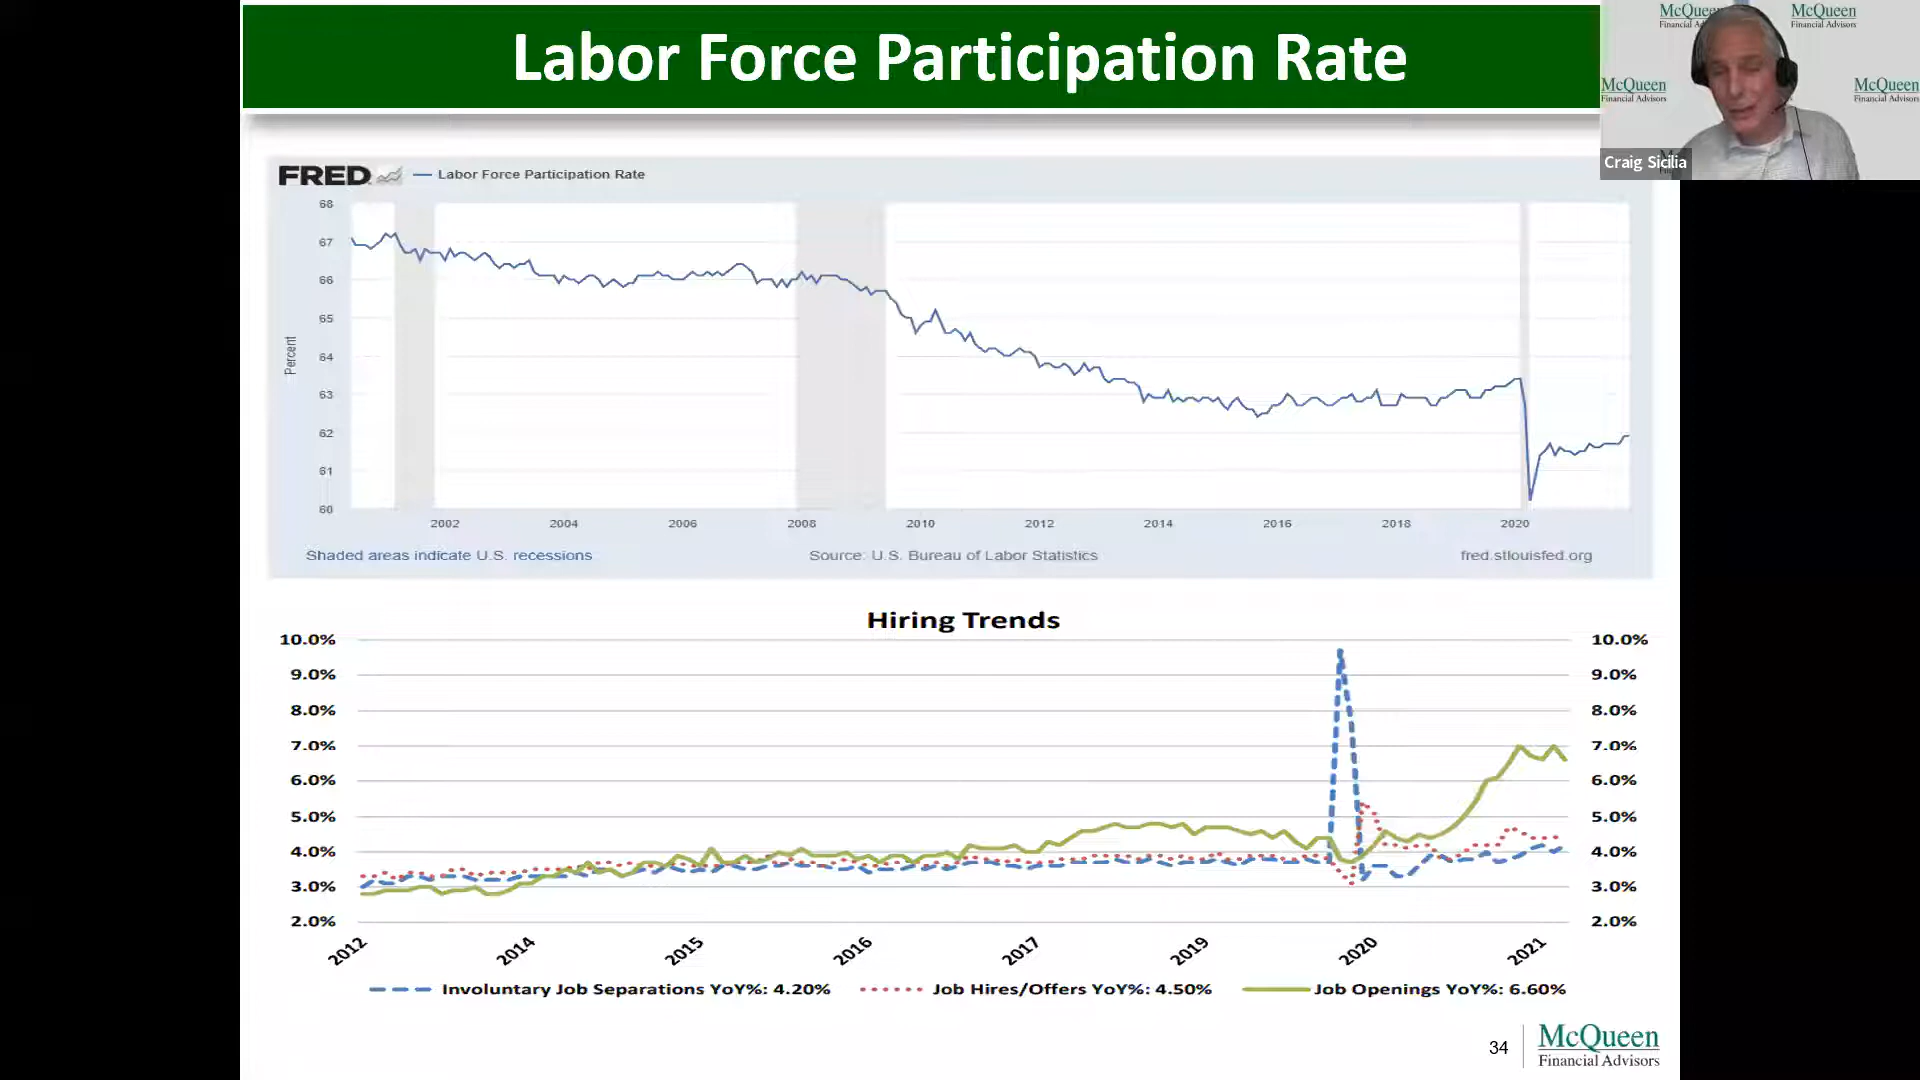 Labor Force Participation Rate
McQueen
Financial Advisors
McQueen
Financial Advisors
McQueen
Financial Advisors
McQueen
Financial Advisors
Craig Sicilia
FRED
Labor Force Participation Rate
68
67
66
65
64
63
62
61
60
Percent
2002 2004 2006 2008 2010 2012 2014 2016 2018 2020
Shaded areas indicate U.S. recessions Source: U.S. Bureau of Labor Statistics fred.stlouisfed.org
Hiring Trends
10.0% 10.0%
9.0% 9.0%
8.0% 8.0%
7.0% 7.0%
6.0% 6.0%
5.0% 5.0%
4.0% 4.0%
3.0% 3.0%
2.0% 2.0%
2012 2014 2015 2016 2017 2019 2020 2021
Involuntary Job Separations YoY%: 4.20% Job Hires/Offers YoY%: 4.50% Job Openings YoY%: 6.60%
34
McQueen
Financial Advisors